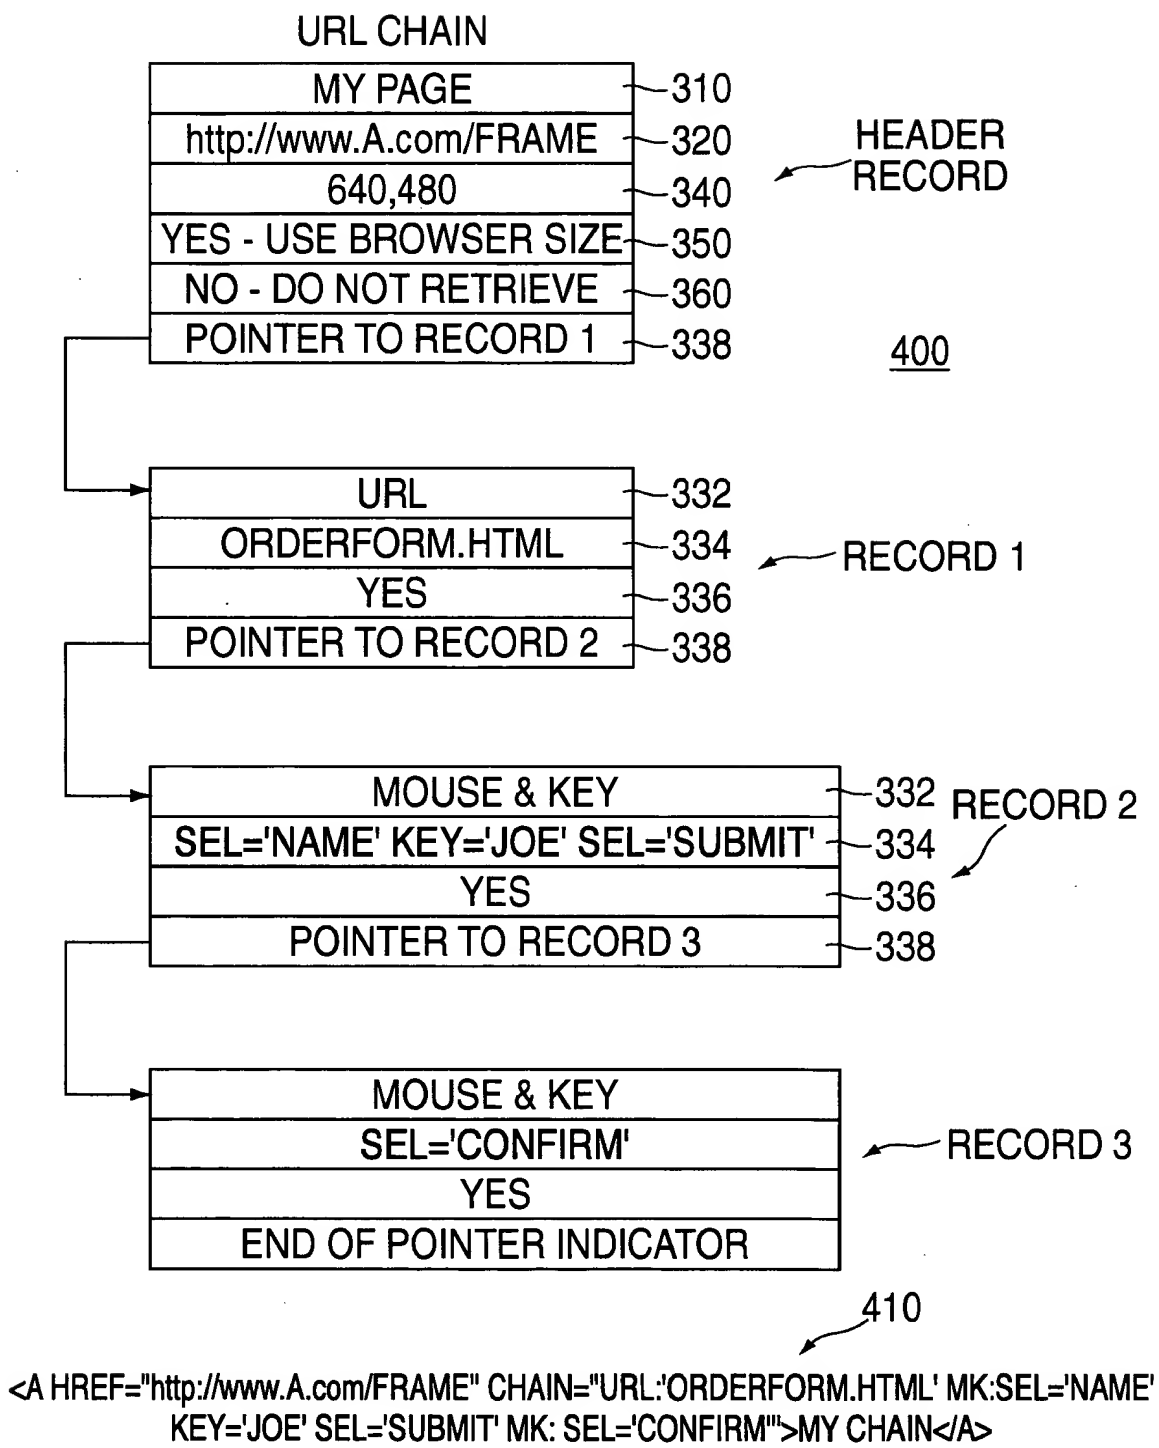 URL CHAIN
MY PAGE 310
http://www.A.com/FRAME 320
HEADER
RECORD
640,480 340
YES - USE BROWSER SIZE 350
NO - DO NOT RETRIEVE 360
POINTER TO RECORD 1 338
400
URL 332
ORDERFORM.HTML 334
RECORD 1
YES 336
POINTER TO RECORD 2 338
MOUSE & KEY 332
RECORD 2
SEL='NAME' KEY='JOE' SEL='SUBMIT' 334
YES 336
POINTER TO RECORD 3 338
MOUSE & KEY
SEL='CONFIRM'
RECORD 3
YES
END OF POINTER INDICATOR
410
<A HREF="http://www.A.com/FRAME" CHAIN="URL:'ORDERFORM.HTML' MK:SEL='NAME'
KEY='JOE' SEL='SUBMIT' MK: SEL='CONFIRM'">MY CHAIN</A>